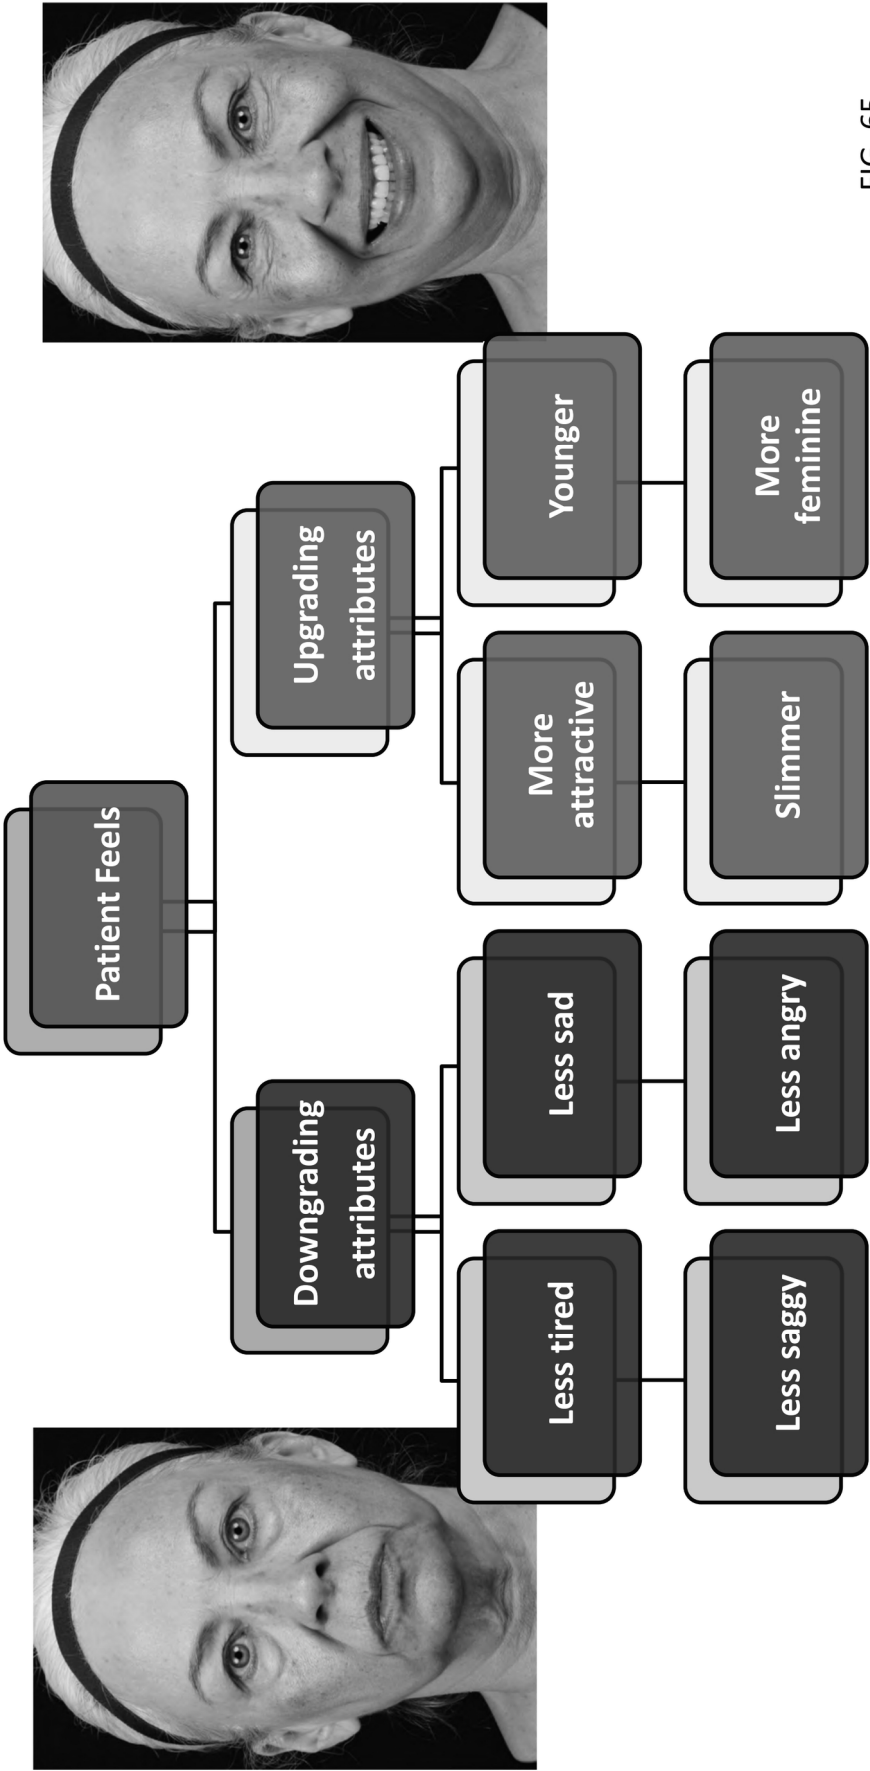 Patient Feels
Downgrading
attributes
Upgrading
attributes
Less tired
Less sad
More
attractive
Younger
Less saggy
Less angry
Slimmer
More
feminine